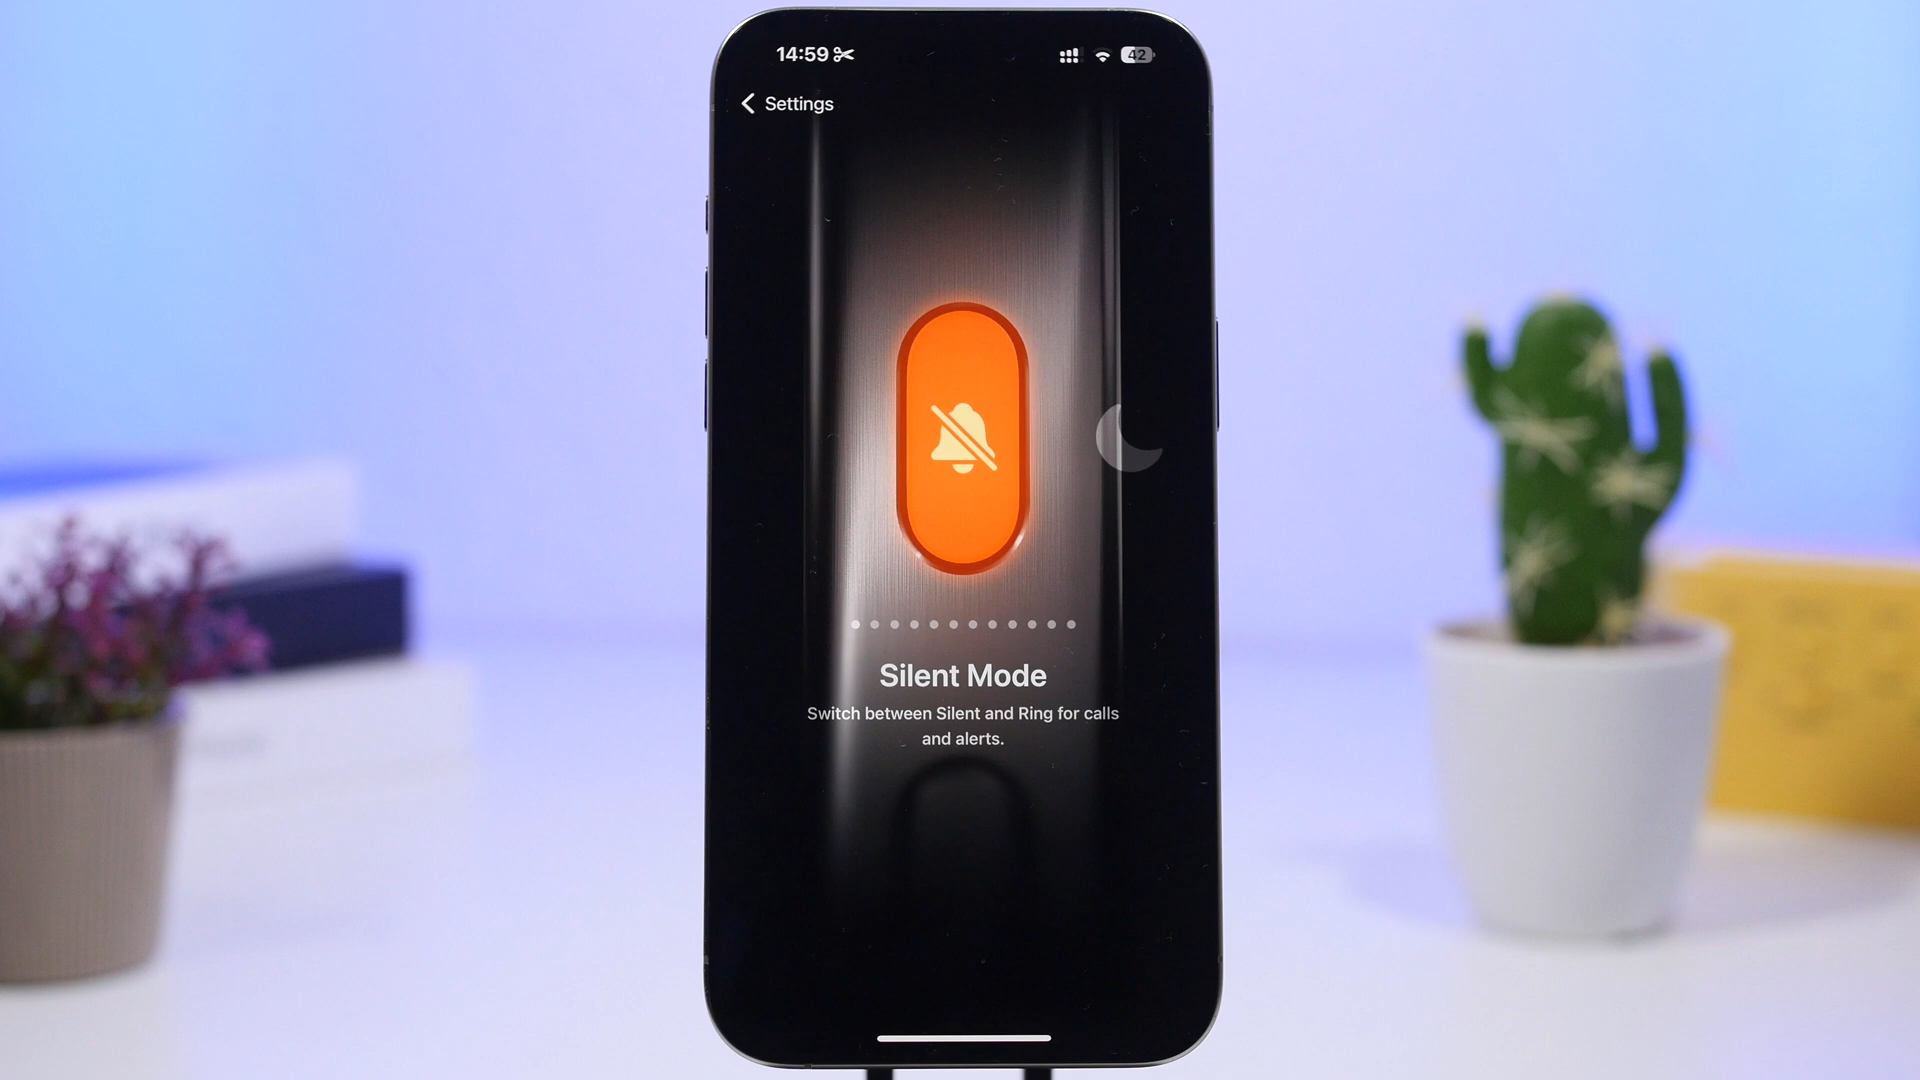 14:59
42
Settings
Silent Mode
Switch between Silent and Ring for calls
and alerts.